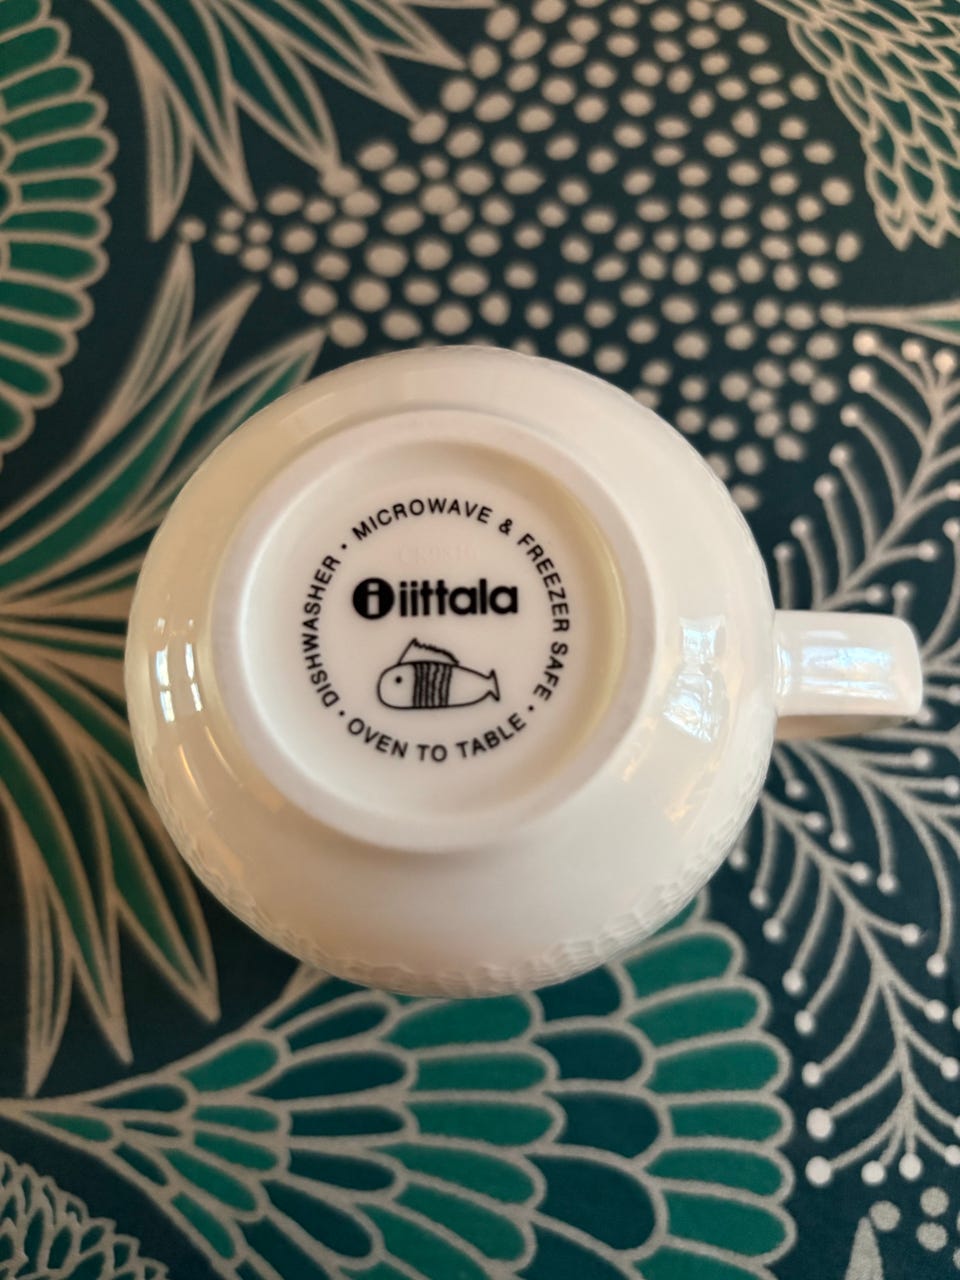 MICROWAVE & FREEZER SAFE • OVEN TO TABLE • DISHWASHER •
i iittala